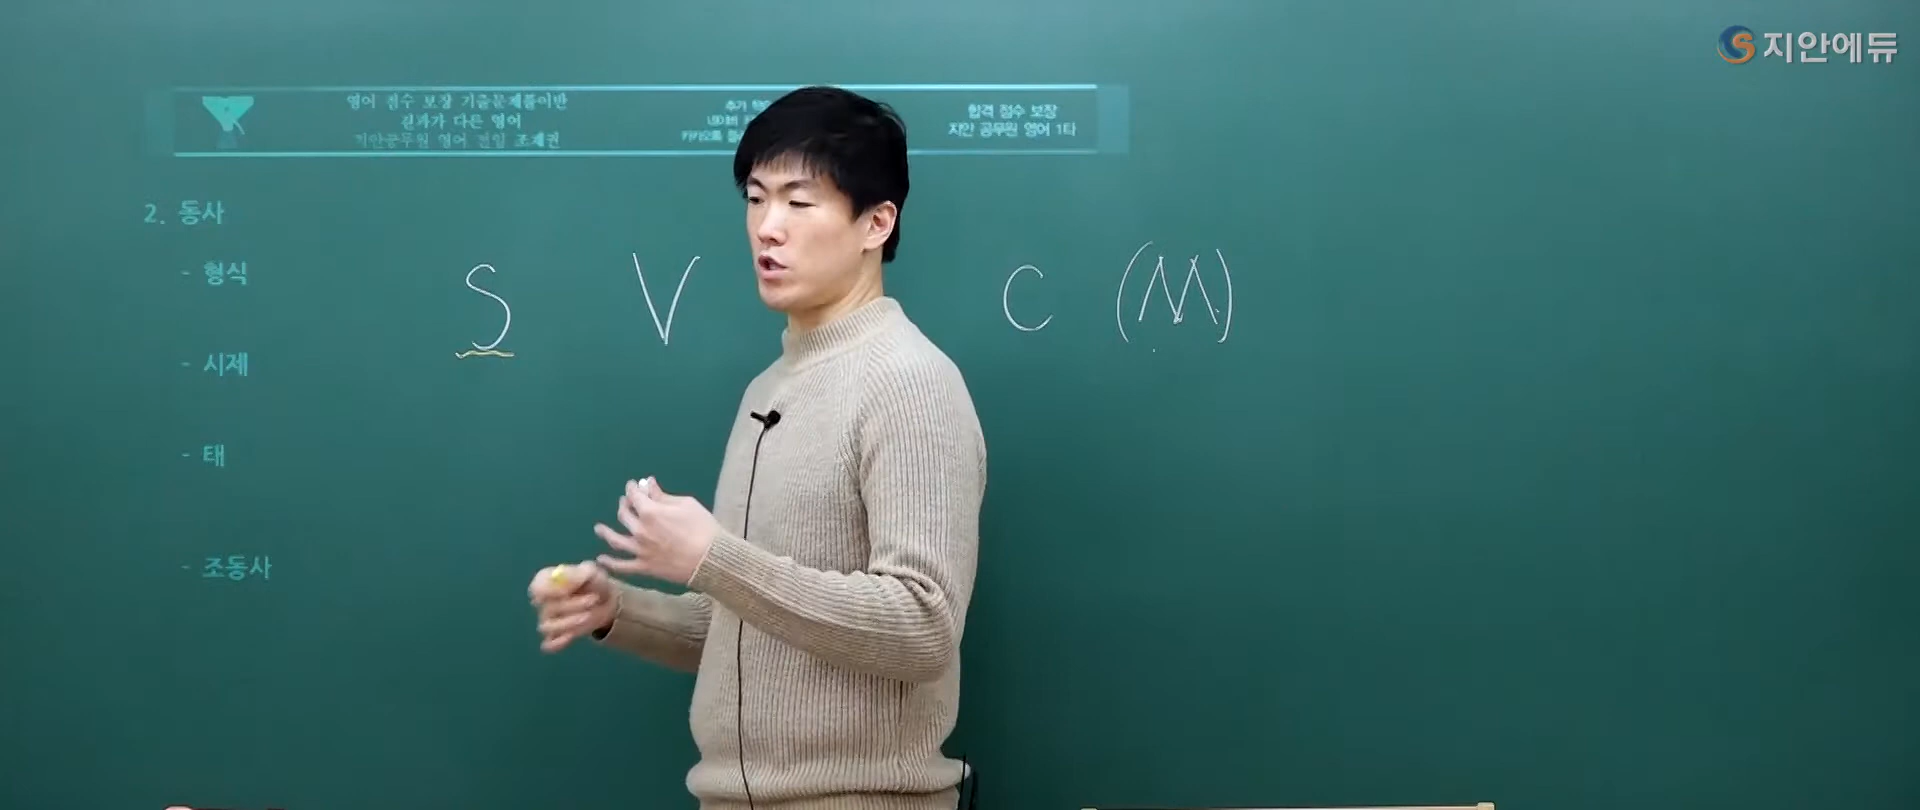 지안에듀
영어 점수 보장 기출문제풀이반
결과가 다른 영어
지안공무원 영어 전임 조재권
추가
합격 점수 보장
지안 공무원 영어 1타
2. 동사
- 형식
S V C (M)
- 시제
- 태
- 조동사